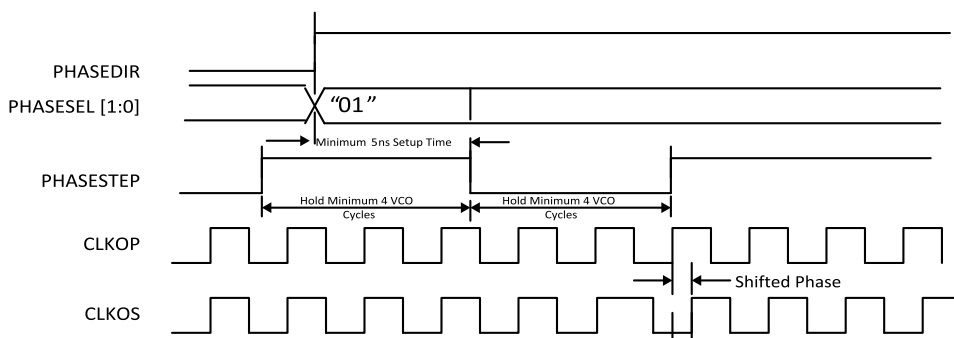 PHASEDIR
PHASESEL [1:0]
“01”
Minimum 5ns Setup Time
PHASESTEP
Hold Minimum 4 VCO
Cycles
Hold Minimum 4 VCO
Cycles
CLKOP
Shifted Phase
CLKOS